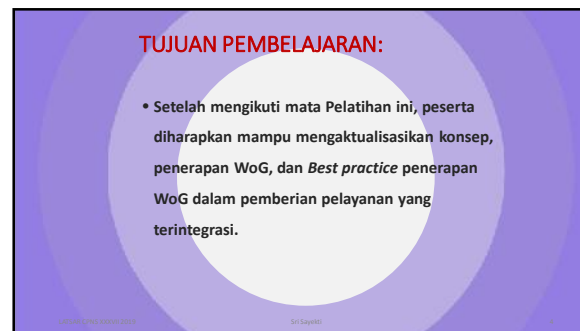 TUJUAN PEMBELAJARAN:
• Setelah mengikuti mata Pelatihan ini, peserta
diharapkan mampu mengaktualisasikan konsep,
penerapan WoG, dan Best practice penerapan
WoG dalam pemberian pelayanan yang
terintegrasi.
Sri Sayekti